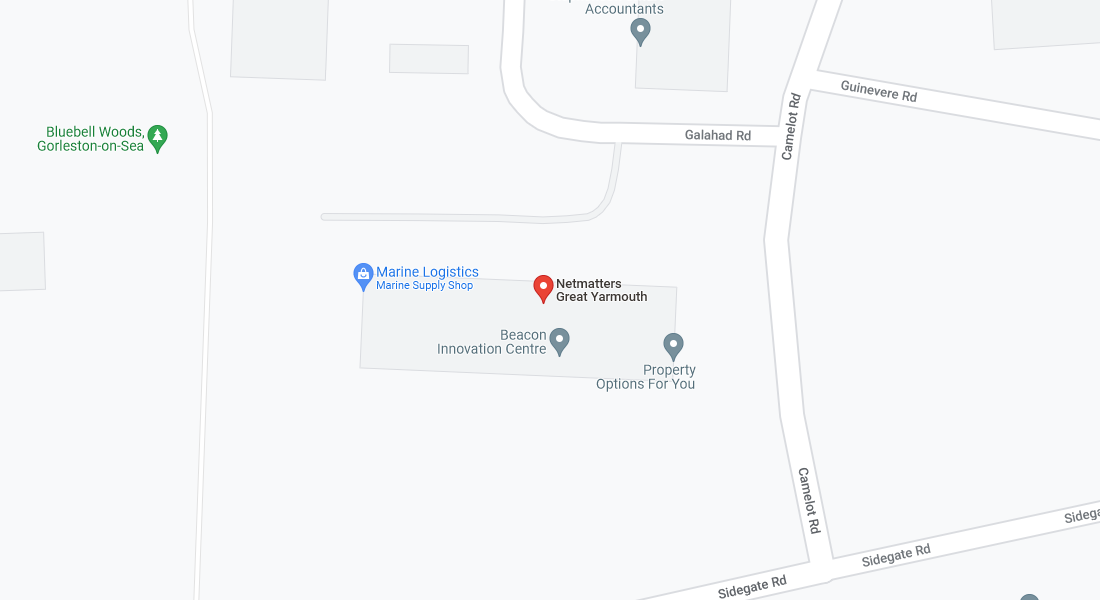 Accountants
Guinevere Rd
Camelot Rd
Galahad Rd
Bluebell Woods,
Gorleston-on-Sea
Marine Logistics
Marine Supply Shop
Netmatters
Great Yarmouth
Beacon
Innovation Centre
Property
Options For You
Camelot Rd
Sidegate Rd
Sidegate Rd